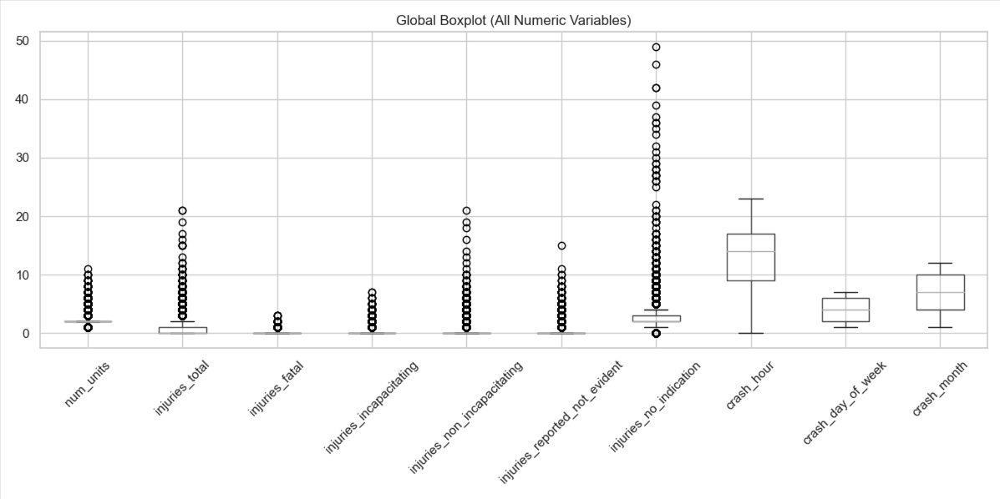 Global Boxplot (All Numeric Variables)
50
40
30
20
10
0
num_units
injuries_total
injuries_fatal
injuries_incapacitating
injuries_non_incapacitating
injuries_reported_not_evident
injuries_no_indication
crash_hour
crash_day_of_week
crash_month